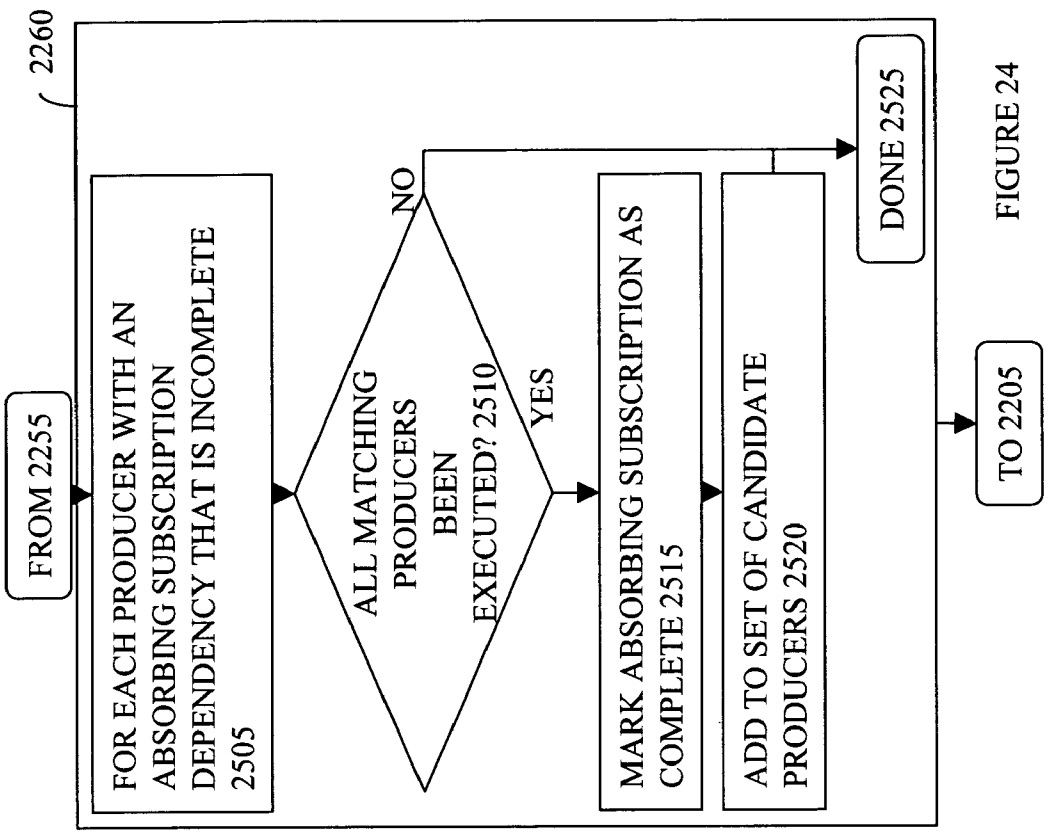 2260
FROM 2255
FOR EACH PRODUCER WITH AN
ABSORBING SUBSCRIPTION
DEPENDENCY THAT IS INCOMPLETE
2505
ALL MATCHING
PRODUCERS
BEEN
EXECUTED? 2510
NO
YES
MARK ABSORBING SUBSCRIPTION AS
COMPLETE 2515
ADD TO SET OF CANDIDATE
PRODUCERS 2520
DONE 2525
TO 2205
FIGURE 24